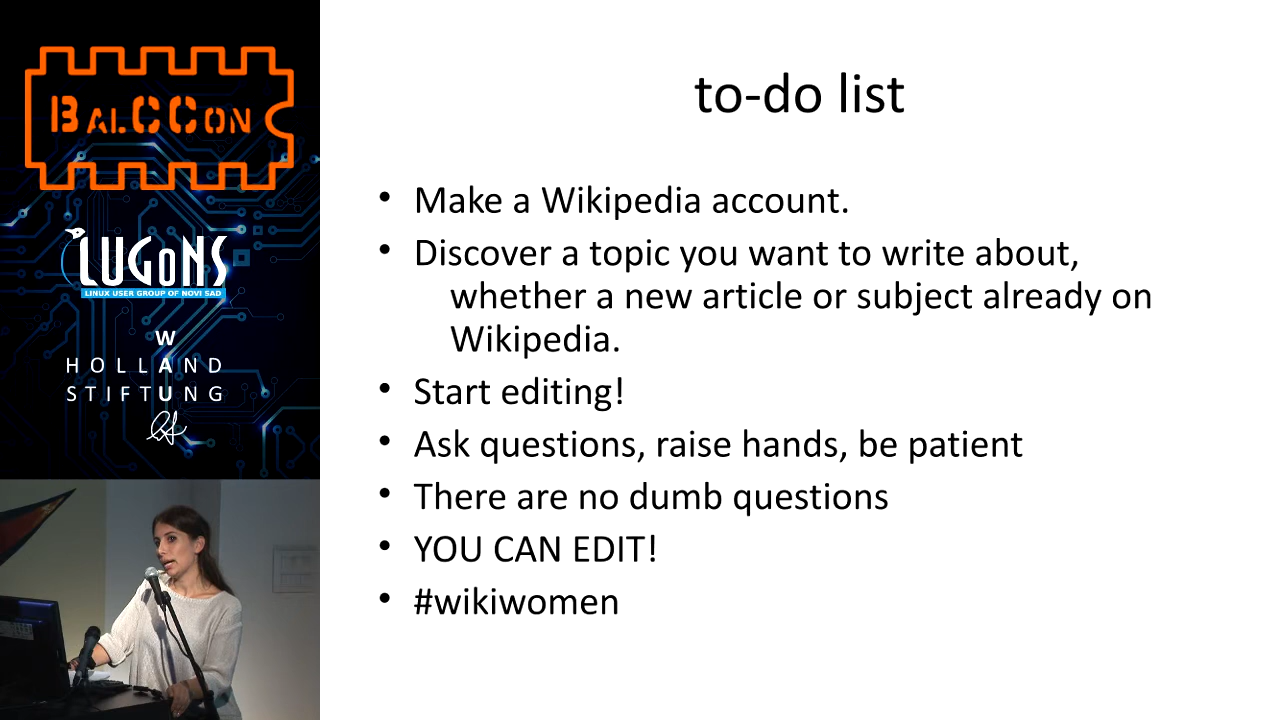 BALCCON
LUGoNS
LINUX USER GROUP OF NOVI SAD
W
HOLLAND
STIFTUNG
to-do list
• Make a Wikipedia account.
• Discover a topic you want to write about,
whether a new article or subject already on
Wikipedia.
• Start editing!
• Ask questions, raise hands, be patient
• There are no dumb questions
• YOU CAN EDIT!
• #wikiwomen